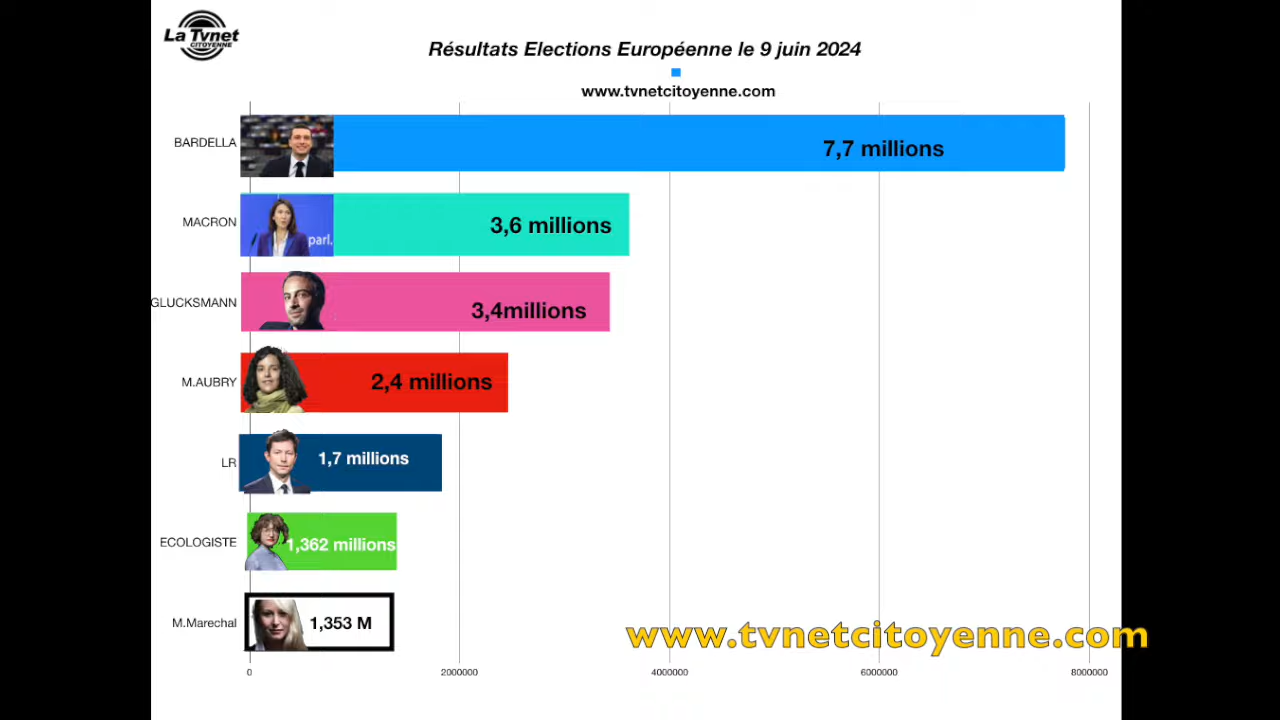 La Tvnet
CITOYENNE
Résultats Elections Européenne le 9 juin 2024
www.tvnetcitoyenne.com
BARDELLA
7,7 millions
MACRON
3,6 millions
parl.
GLUCKSMANN
3,4millions
M.AUBRY
2,4 millions
LR
1,7 millions
ECOLOGISTE
1,362 millions
M.Marechal
1,353 M
www.tvnetcitoyenne.com
0 2000000 4000000 6000000 8000000